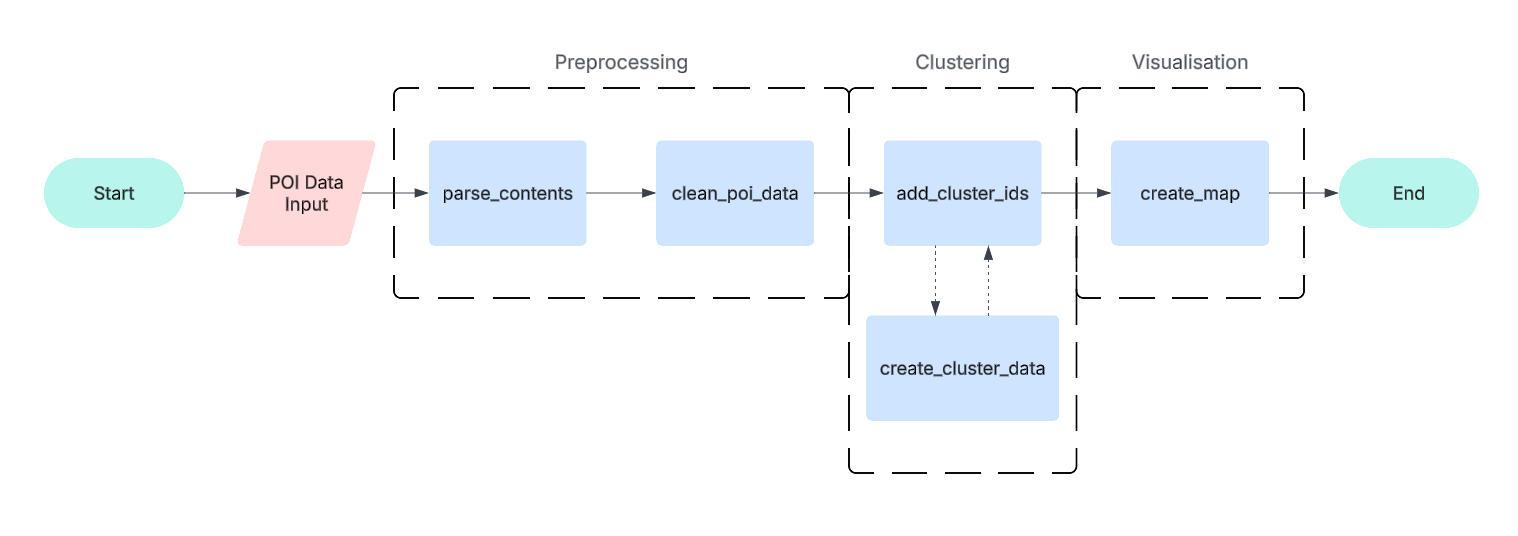 Preprocessing
Clustering
Visualisation
Start
POI Data
Input
parse_contents
clean_poi_data
add_cluster_ids
create_map
End
create_cluster_data